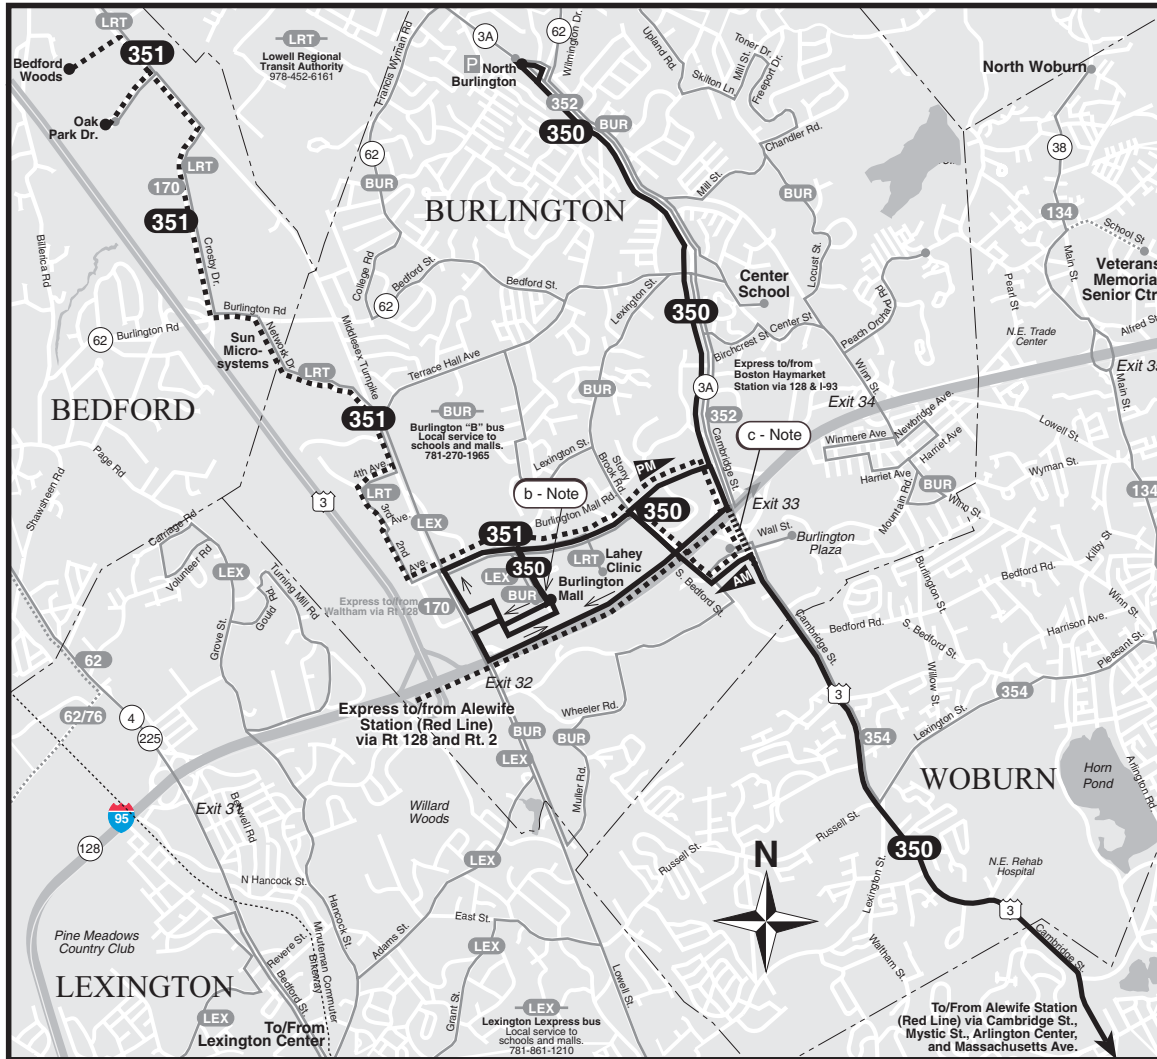 LRT
Bedford
Woods
351
Oak
Park Dr.
LRT
Lowell Regional
Transit Authority
978-452-6161
Francis Wyman Rd
3A
62
P
North
Burlington
Wilmington Dr.
352
350
BUR
Upland Rd.
Skilton Ln.
Mill St.
Toner Dr.
Freeport Dr.
Chandler Rd.
North Woburn
38
LRT
170
351
62
BUR
BURLINGTON
Mill St.
BUR
134
School St
Main St.
Veterans
Memorial
Senior Ctr
Billerica Rd
Crosby Dr.
College Rd
Bedford St.
62
Bedford St.
Lexington St.
350
Center
School
Locust St.
Peach Orchard Rd
Pearl St.
N.E. Trade
Center
Alfred St
62
Burlington Rd
Burlington Rd
Sun
Micro-
systems
Network Dr.
LRT
Middlesex Turnpike
Terrace Hall Ave
Birchcrest St.
Center St
Express to/from
Boston Haymarket
Station via 128 & I-93
Winn St.
Exit 34
Main St.
BEDFORD
351
BUR
Burlington “B” bus
Local service to
schools and malls.
781-270-1965
BUR
3A
352
Cambridge St.
c - Note
Winmere Ave
Newbridge Ave.
Harriet Ave
Harriet Ave
BUR
Mountain Rd.
Winn St.
Lowell St.
Wyman St.
134
Page Rd
Shawsheen Rd
4th Ave.
LRT
3rd Ave.
2nd
Ave.
3
LEX
Lexington St.
Stony
Brook Rd.
PM
b - Note
Burlington Mall Rd.
350
351
Exit 33
Wall St.
Burlington
Plaza
Carriage Rd
Volunteer Rd
LEX
Turning Mill Rd
Gould
Rd
Grove St.
Express to/from
Waltham via Rt 128
170
350
LEX
BUR
Burlington
Mall
LRT
Lahey
Clinic
S. Bedford St.
AM
Kilby St.
Bedford Rd.
Burlington St.
Winn St.
Harrison Ave.
Pleasant St.
Bedford Rd.
S. Bedford St.
Cambridge St.
Willow St.
354
Lexington St.
62
62/76
4
225
Exit 32
Express to/from Alewife
Station (Red Line)
via Rt 128 and Rt. 2
BUR
LEX
Wheeler Rd.
BUR
Muller Rd.
3
354
WOBURN
Horn
Pond
Arlington Rd.
95
128
Exit 31
Willard
Woods
LEX
Russell St.
Russell St.
Lexington St.
350
N.E. Rehab
Hospital
N
3
N Hancock St.
Hancock St.
Adams St.
East St.
LEX
Grant St.
Lowell St.
Waltham St.
Cambridge St.
Pine Meadows
Country Club
Revere St.
Bedford St.
Minuteman Commuter
Bikeway
LEXINGTON
LEX
To/From
Lexington Center
LEX
Lexington Lexpress bus
Local service to
schools and malls.
781-861-1210
To/From Alewife Station
(Red Line) via Cambridge St.,
Mystic St., Arlington Center,
and Massachusetts Ave.